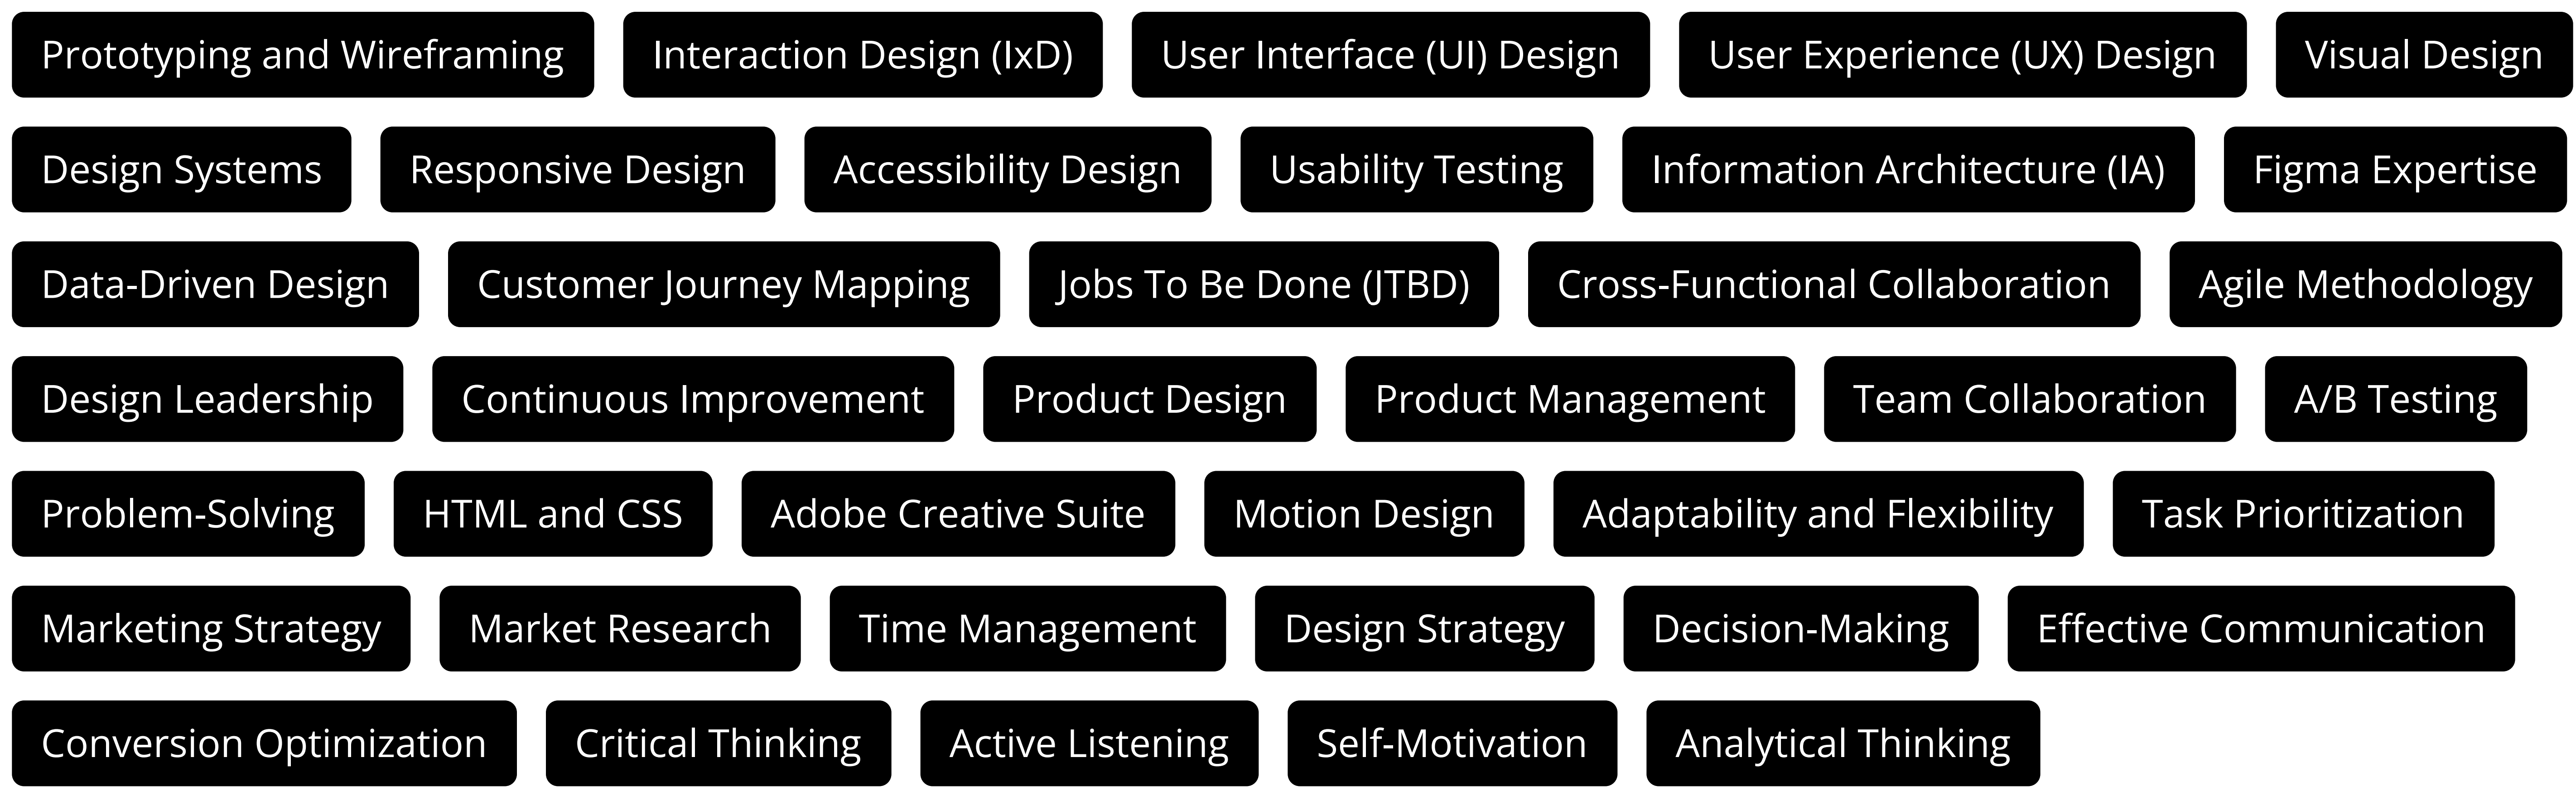 Prototyping and Wireframing Interaction Design (IxD) User Interface (UI) Design User Experience (UX) Design Visual Design
Design Systems Responsive Design Accessibility Design Usability Testing Information Architecture (IA) Figma Expertise
Data-Driven Design Customer Journey Mapping Jobs To Be Done (JTBD) Cross-Functional Collaboration Agile Methodology
Design Leadership Continuous Improvement Product Design Product Management Team Collaboration A/B Testing
Problem-Solving HTML and CSS Adobe Creative Suite Motion Design Adaptability and Flexibility Task Prioritization
Marketing Strategy Market Research Time Management Design Strategy Decision-Making Effective Communication
Conversion Optimization Critical Thinking Active Listening Self-Motivation Analytical Thinking